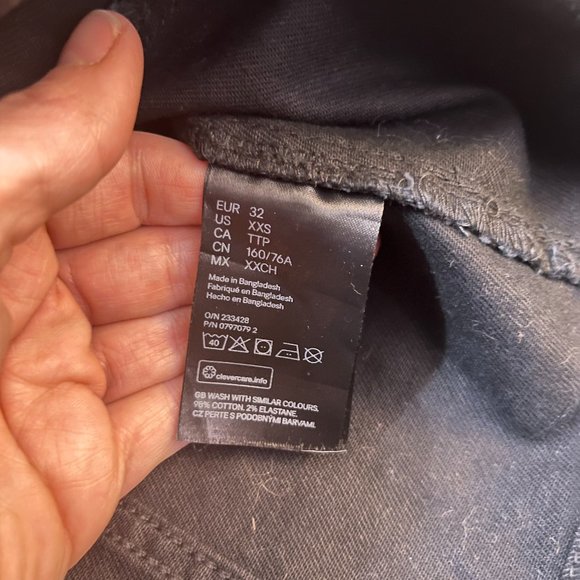 EUR 32
US XXS
CA TTP
CN 160/76A
MX XXCH
Made in Bangladesh
Fabriqué en Bangladesh
Hecho en Bangladesh
O/N 233428
P/N 0797079 2
40
clevercare.info
GB WASH WITH SIMILAR COLOURS.
98% COTTON, 2% ELASTANE.
CZ PERTE S PODOBNÝMI BARVAMI.